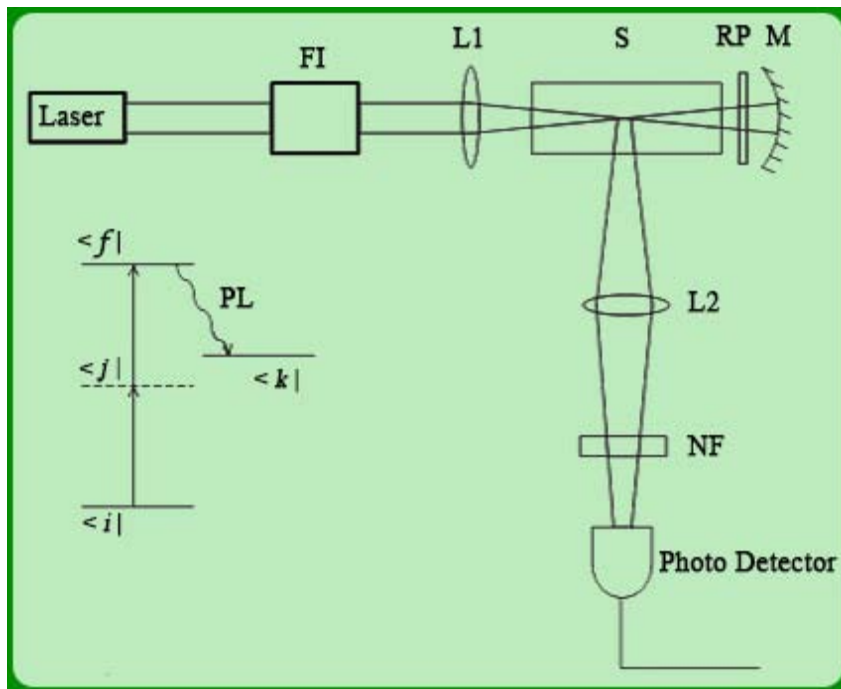 FI
L1
S
RP M
Laser
< f |
PL
< j |
< k |
< i |
L2
NF
Photo Detector